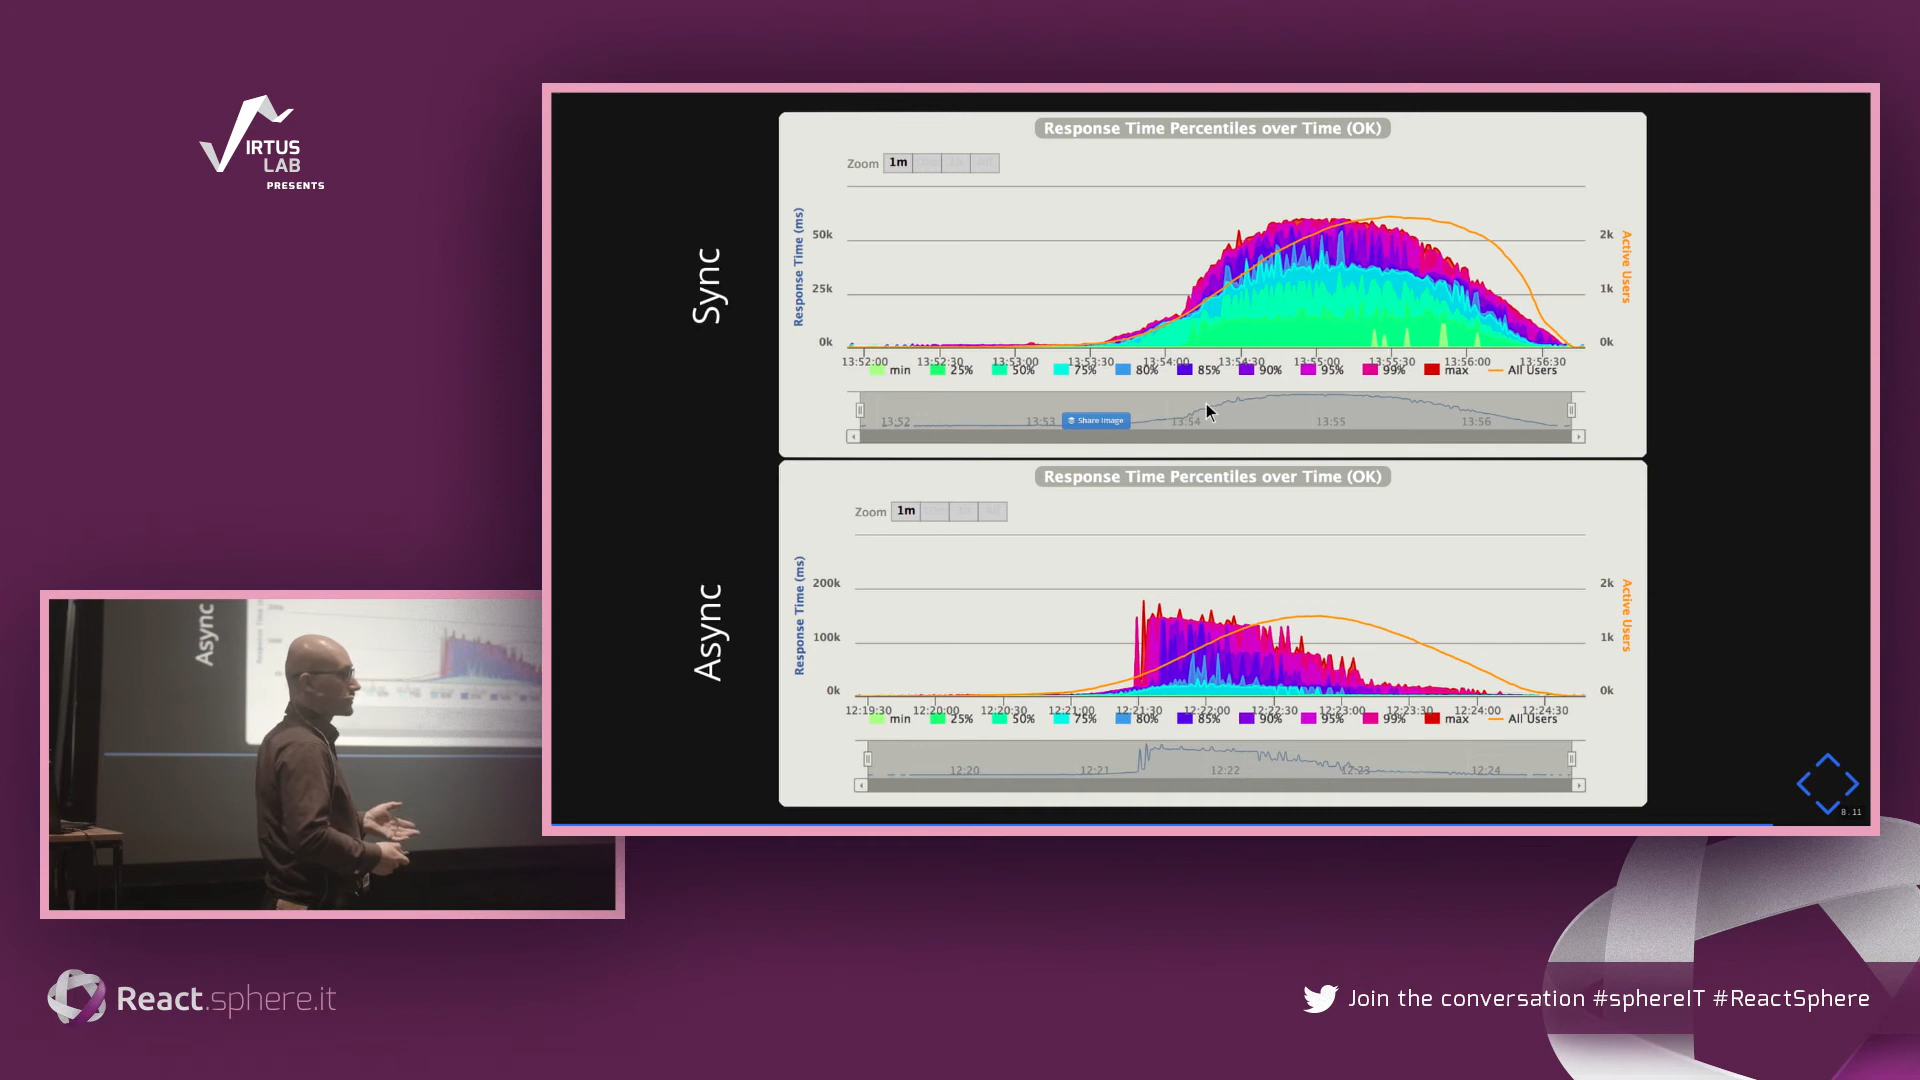 VIRTUS
LAB
PRESENTS
Sync
Response Time Percentiles over Time (OK)
Zoom 1m
Response Time (ms)
50k
25k
0k
2k
1k
0k
Active Users
13:52:00 13:52:30 13:53:00 13:53:30 13:54:00 13:54:30 13:55:00 13:55:30 13:56:00 13:56:30
min 25% 50% 75% 80% 85% 90% 95% 99% max All Users
13:52 13:53 13:54 13:55 13:56
Share Image
Async
Response Time Percentiles over Time (OK)
Zoom 1m
Response Time (ms)
200k
100k
0k
2k
1k
0k
Active Users
12:19:30 12:20:00 12:20:30 12:21:00 12:21:30 12:22:00 12:22:30 12:23:00 12:23:30 12:24:00 12:24:30
min 25% 50% 75% 80% 85% 90% 95% 99% max All Users
12:20 12:21 12:22 12:23 12:24
8.11
Async
React.sphere.it
Join the conversation #sphereIT #ReactSphere